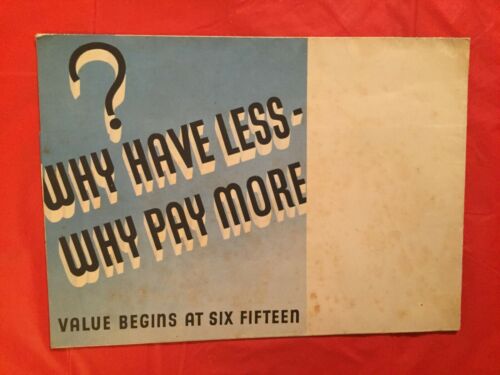 ?
WHY HAVE LESS-
WHY PAY MORE
VALUE BEGINS AT SIX FIFTEEN